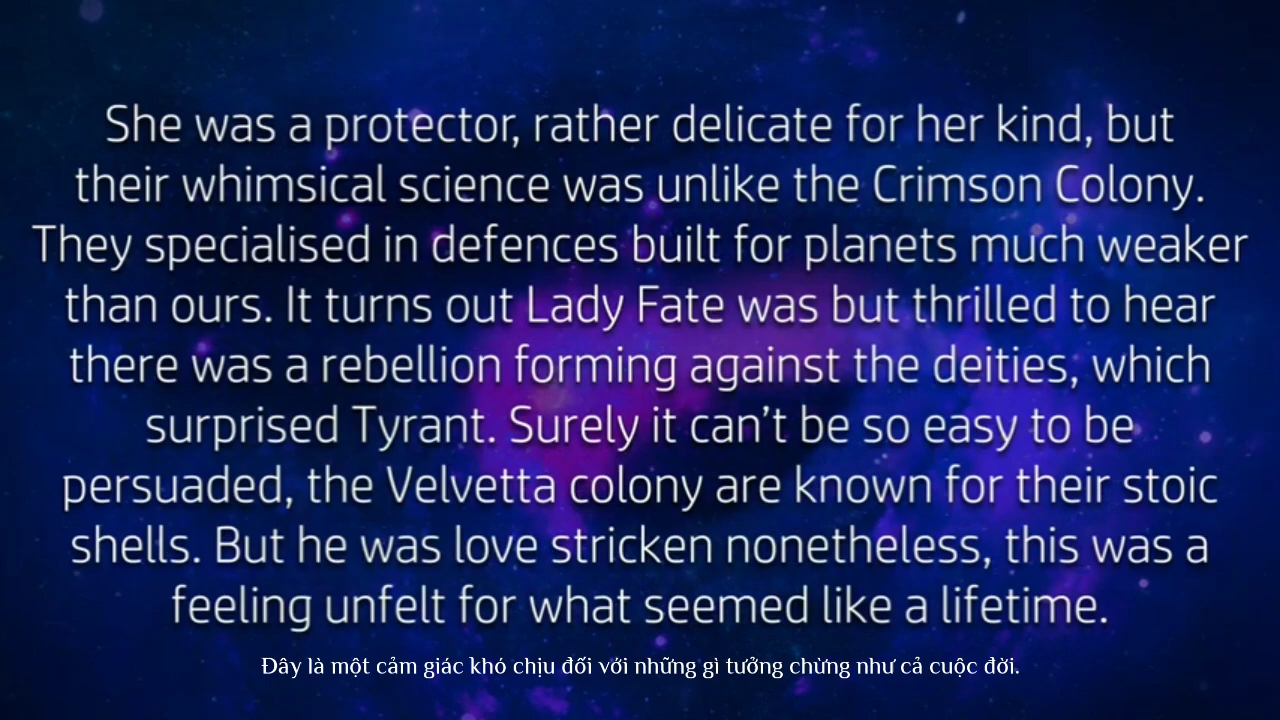 She was a protector, rather delicate for her kind, but
their whimsical science was unlike the Crimson Colony.
They specialised in defences built for planets much weaker
than ours. It turns out Lady Fate was but thrilled to hear
there was a rebellion forming against the deities, which
surprised Tyrant. Surely it can’t be so easy to be
persuaded, the Velvetta colony are known for their stoic
shells. But he was love stricken nonetheless, this was a
feeling unfelt for what seemed like a lifetime.
Đây là một cảm giác khó chịu đối với những gì tưởng chừng như cả cuộc đời.